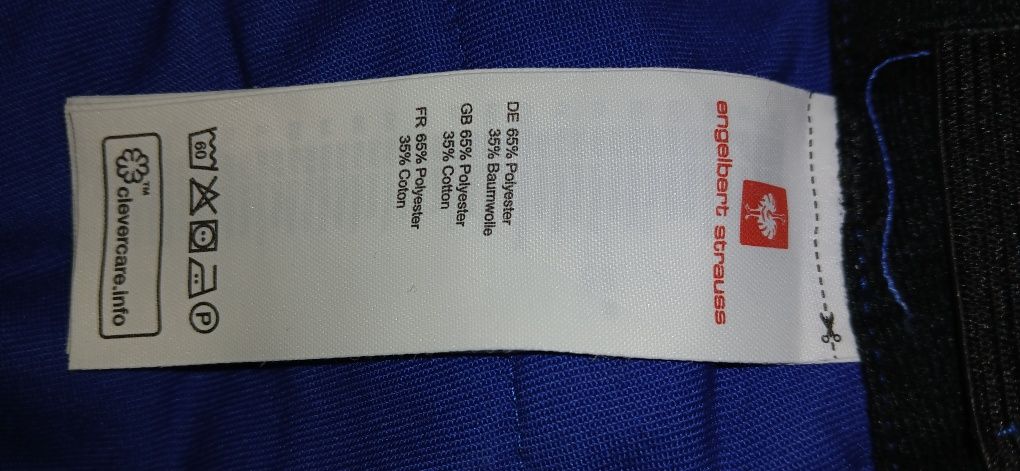 engelbert strauss
DE 65% Polyester
35% Baumwolle
GB 65% Polyester
35% Cotton
FR 65% Polyester
35% Coton
60
P
clevercare.info™